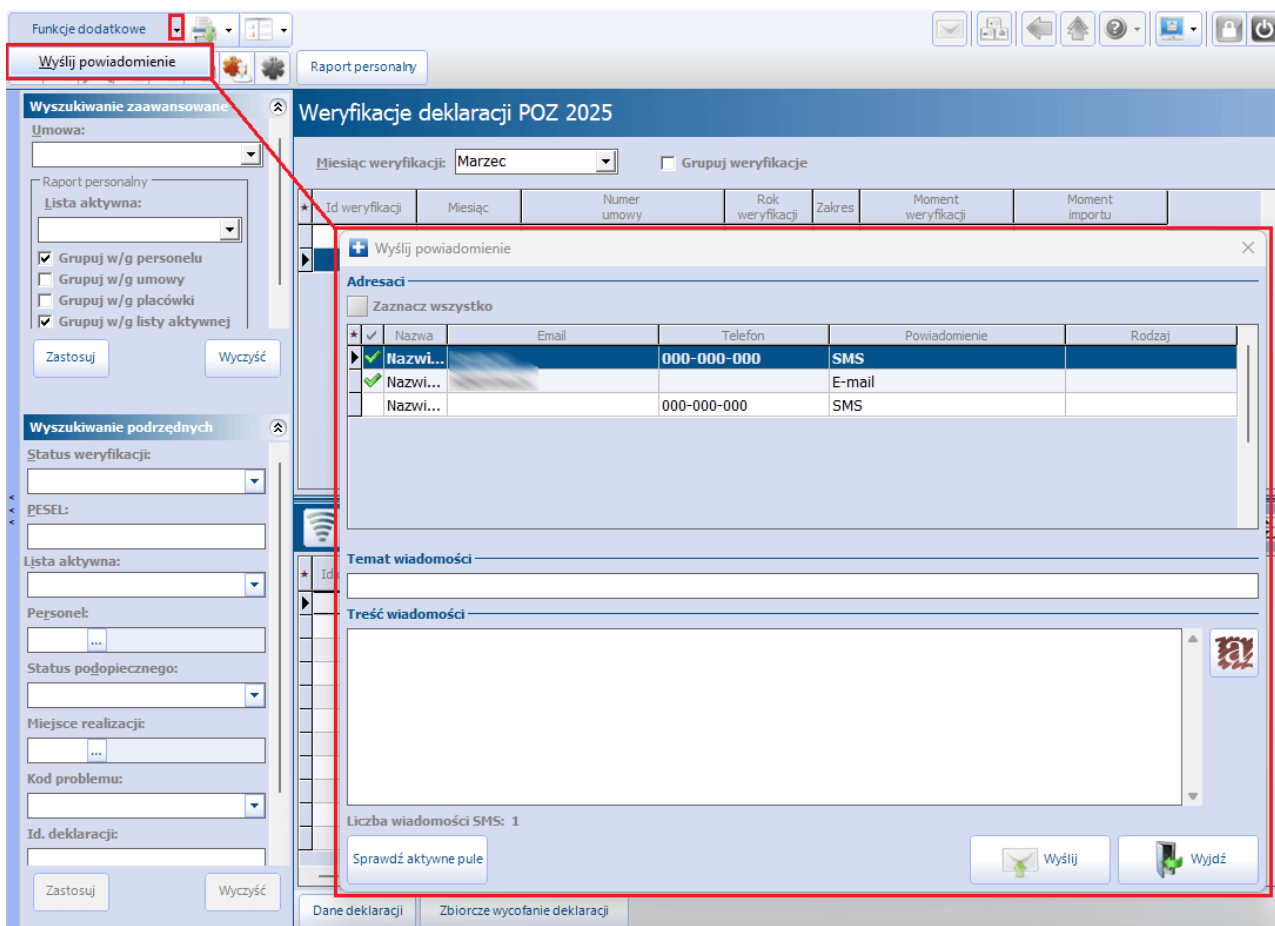 Funkcje dodatkowe
Wyślij powiadomienie
Raport personalny
Wyszukiwanie zaawansowane
Umowa:
Raport personalny
Lista aktywna:
Grupuj w/g personelu
Grupuj w/g umowy
Grupuj w/g placówki
Grupuj w/g listy aktywnej
Zastosuj
Wyczyść
Wyszukiwanie podrzędnych
Status weryfikacji:
PESEL:
Lista aktywna:
Personel:
...
Status podopiecznego:
Miejsce realizacji:
...
Kod problemu:
Id. deklaracji:
Zastosuj
Wyczyść
Weryfikacje deklaracji POZ 2025
Miesiąc weryfikacji: Marzec
Grupuj weryfikacje
Id weryfikacji Miesiąc Numer umowy Rok weryfikacji Zakres Moment weryfikacji Moment importu
Id
Wyślij powiadomienie
Adresaci
Zaznacz wszystko
Nazwa Email Telefon Powiadomienie Rodzaj
Nazwi... 000-000-000 SMS
Nazwi... E-mail
Nazwi... 000-000-000 SMS
Temat wiadomości
Treść wiadomości
Liczba wiadomości SMS: 1
Sprawdź aktywne pule
Wyślij
Wyjdź
Dane deklaracji
Zbiorcze wycofanie deklaracji